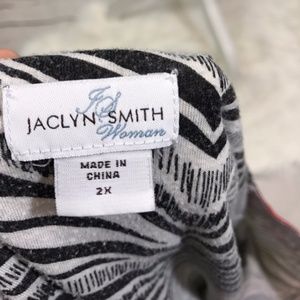 JS
JACLYN SMITH
Woman
MADE IN
CHINA
2X